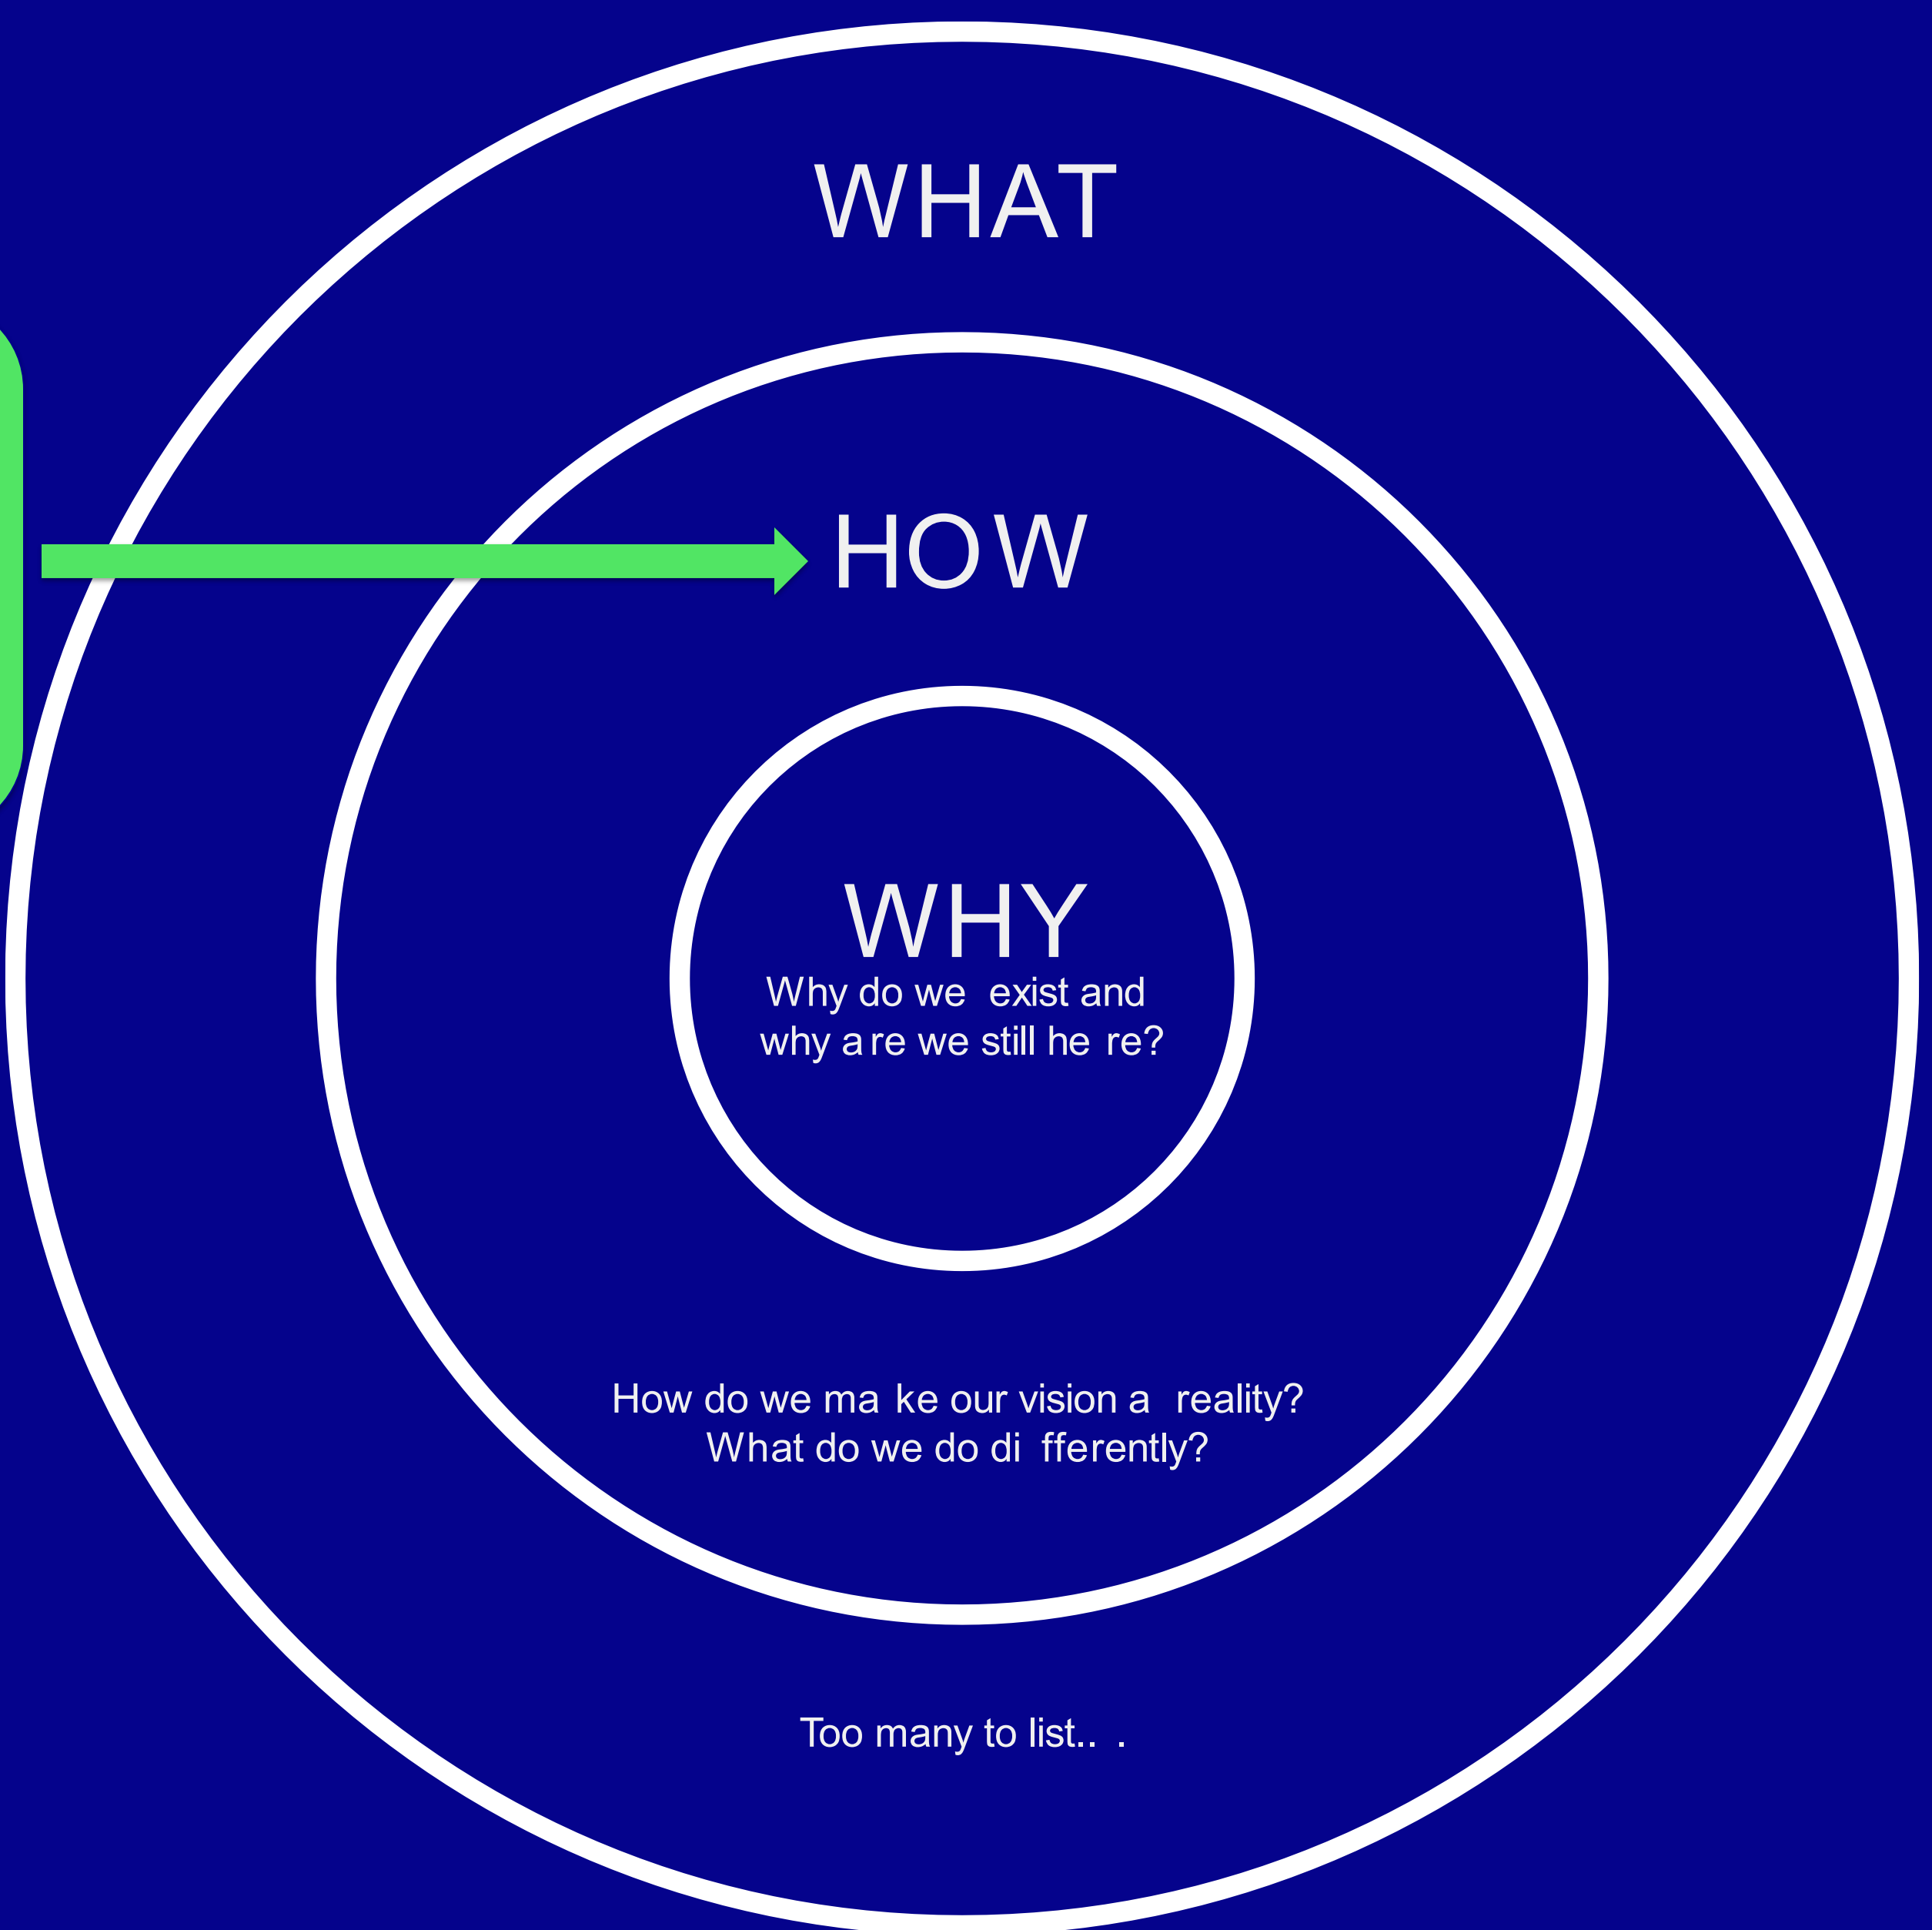 WHAT
HOW
WHY
Why do we exist and
why are we still here?
How do we make our vision a reality?
What do we do differently?
Too many to list...